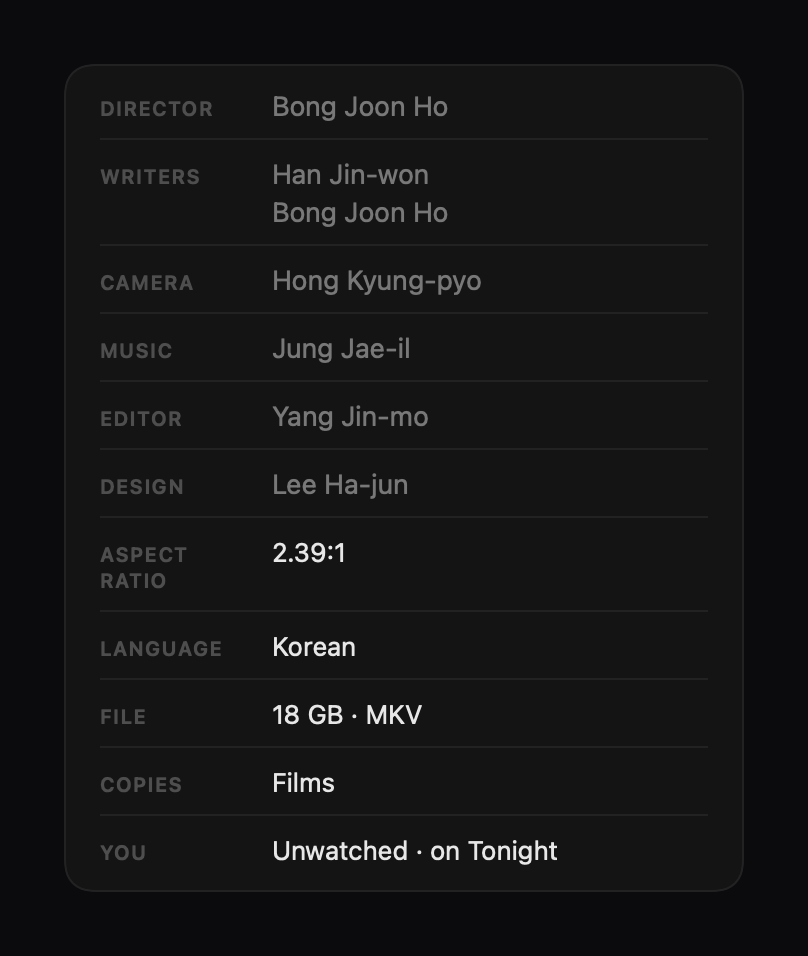 DIRECTOR Bong Joon Ho
WRITERS Han Jin-won
Bong Joon Ho
CAMERA Hong Kyung-pyo
MUSIC Jung Jae-il
EDITOR Yang Jin-mo
DESIGN Lee Ha-jun
ASPECT 2.39:1
RATIO
LANGUAGE Korean
FILE 18 GB · MKV
COPIES Films
YOU Unwatched · on Tonight